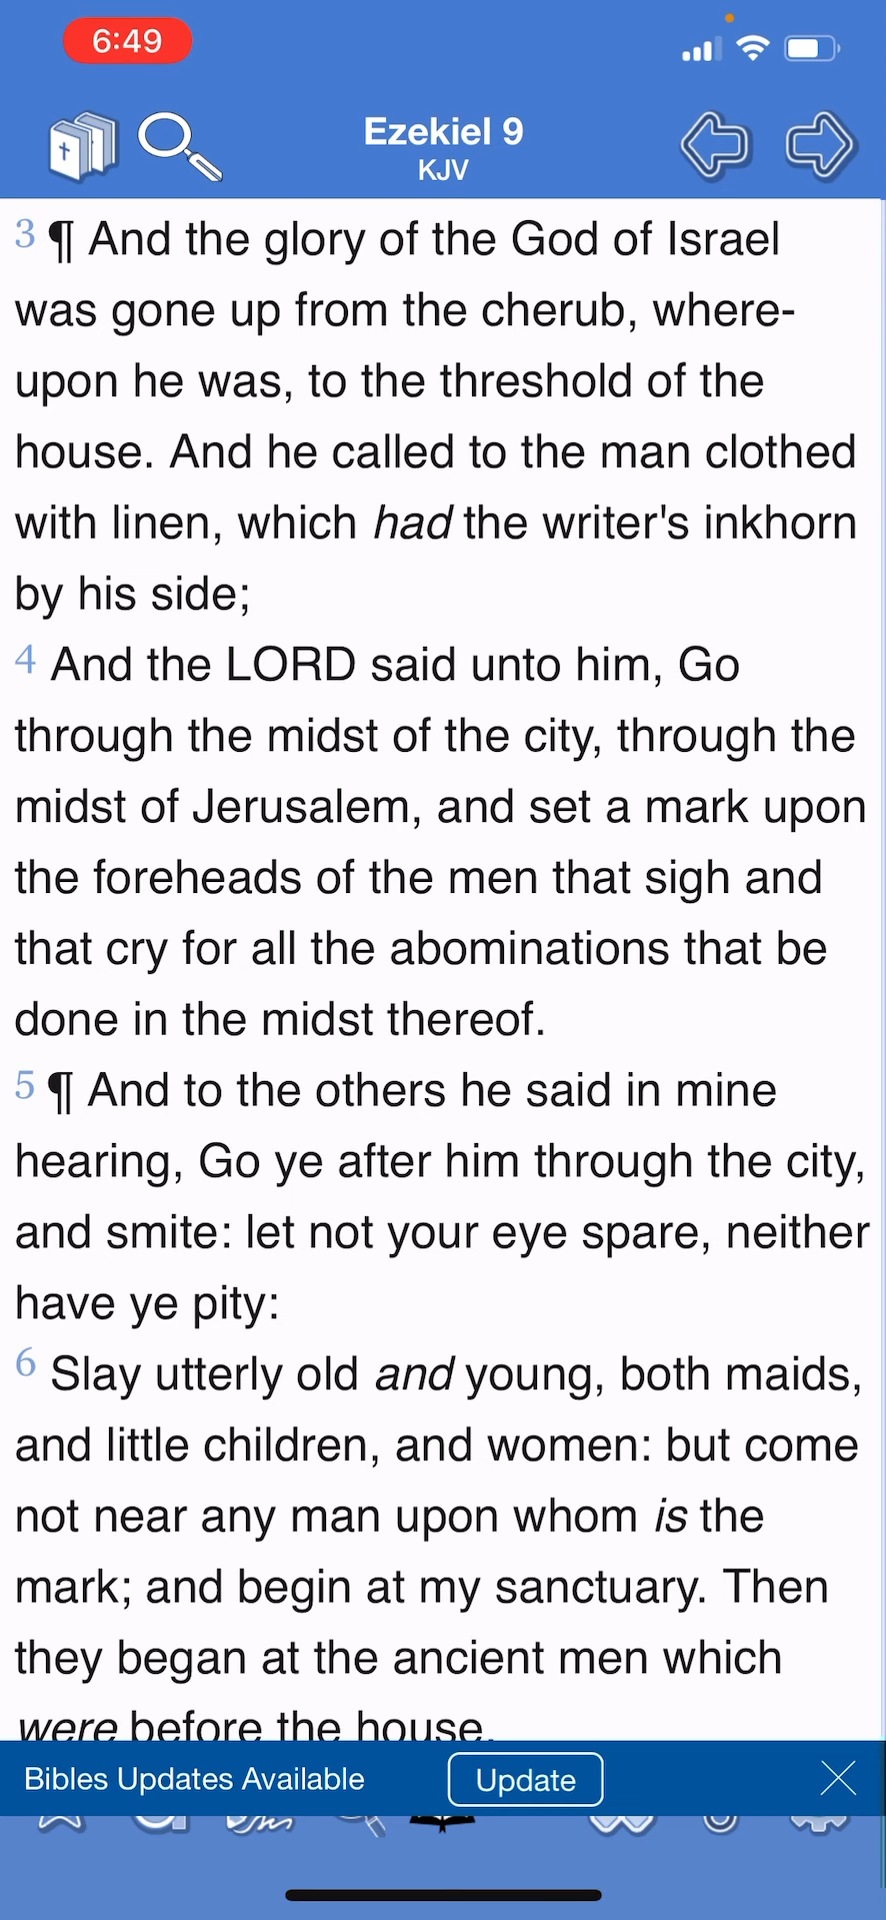 6:49
Ezekiel 9
KJV
3 ¶ And the glory of the God of Israel
was gone up from the cherub, where-
upon he was, to the threshold of the
house. And he called to the man clothed
with linen, which had the writer's inkhorn
by his side;
4 And the LORD said unto him, Go
through the midst of the city, through the
midst of Jerusalem, and set a mark upon
the foreheads of the men that sigh and
that cry for all the abominations that be
done in the midst thereof.
5 ¶ And to the others he said in mine
hearing, Go ye after him through the city,
and smite: let not your eye spare, neither
have ye pity:
6 Slay utterly old and young, both maids,
and little children, and women: but come
not near any man upon whom is the
mark; and begin at my sanctuary. Then
they began at the ancient men which
were before the house.
Bibles Updates Available
Update